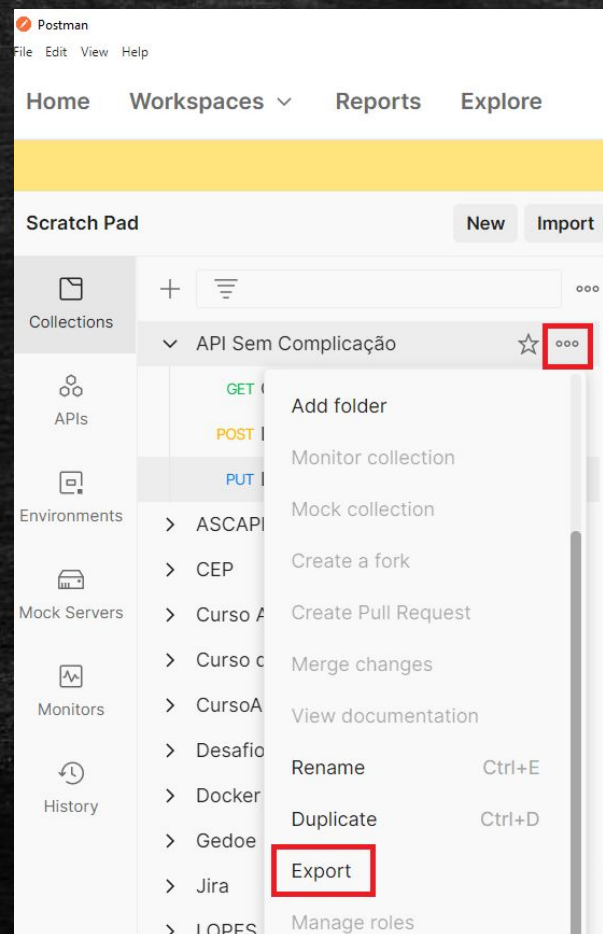 Postman
File Edit View Help
Home Workspaces Reports Explore
Scratch Pad New Import
Collections
API Sem Complicação
GET
APIs
Add folder
POST
Monitor collection
PUT
Environments
Mock collection
ASCAPI
CEP
Create a fork
Mock Servers
Curso
Create Pull Request
Curso
Merge changes
Monitors
CursoA
View documentation
Desafio
Rename Ctrl+E
History
Docker
Duplicate Ctrl+D
Gedoe
Export
Jira
LOPES
Manage roles